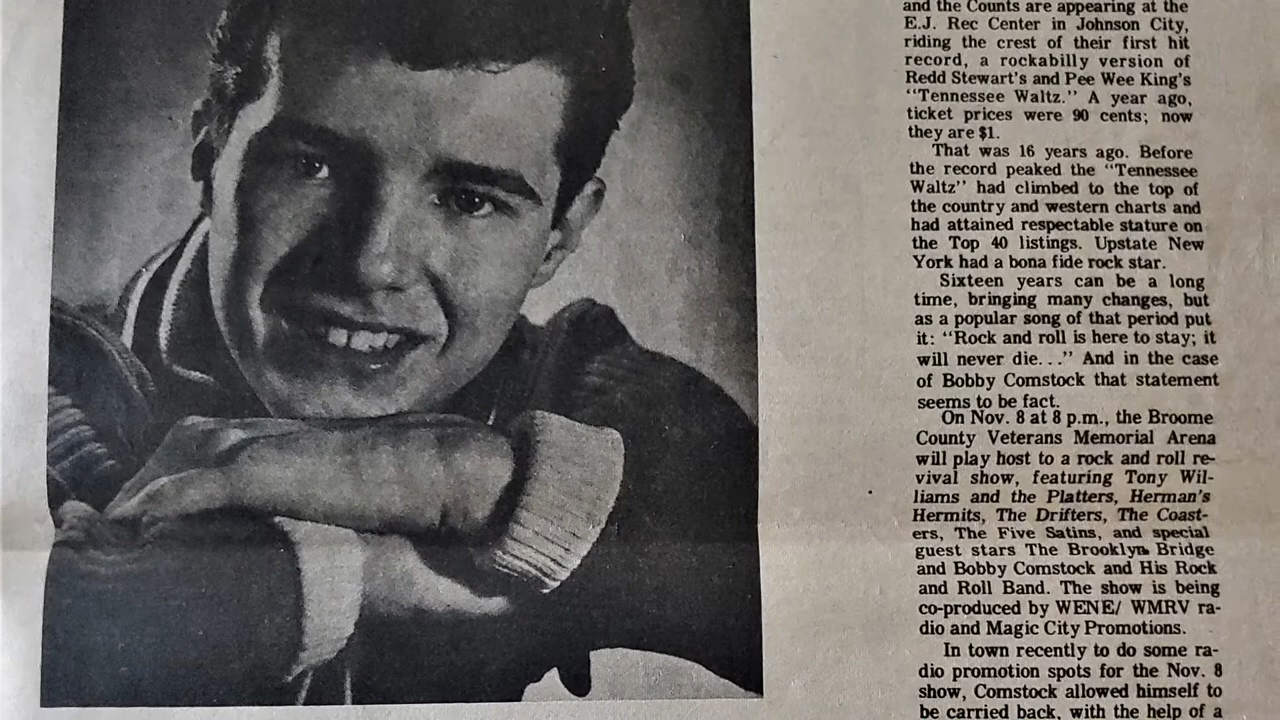 and the Counts are appearing at the
E.J. Rec Center in Johnson City,
riding the crest of their first hit
record, a rockabilly version of
Redd Stewart's and Pee Wee King's
"Tennessee Waltz." A year ago,
ticket prices were 90 cents; now
they are $1.
That was 16 years ago. Before
the record peaked the "Tennessee
Waltz" had climbed to the top of
the country and western charts and
had attained respectable stature on
the Top 40 listings. Upstate New
York had a bona fide rock star.
Sixteen years can be a long
time, bringing many changes, but
as a popular song of that period put
it: "Rock and roll is here to stay; it
will never die. . ." And in the case
of Bobby Comstock that statement
seems to be fact.
On Nov. 8 at 8 p.m., the Broome
County Veterans Memorial Arena
will play host to a rock and roll re-
vival show, featuring Tony Wil-
liams and the Platters, Herman's
Hermits, The Drifters, The Coast-
ers, The Five Satins, and special
guest stars The Brooklyn Bridge
and Bobby Comstock and His Rock
and Roll Band. The show is being
co-produced by WENE/ WMRV ra-
dio and Magic City Promotions.
In town recently to do some ra-
dio promotion spots for the Nov. 8
show, Comstock allowed himself to
be carried back, with the help of a